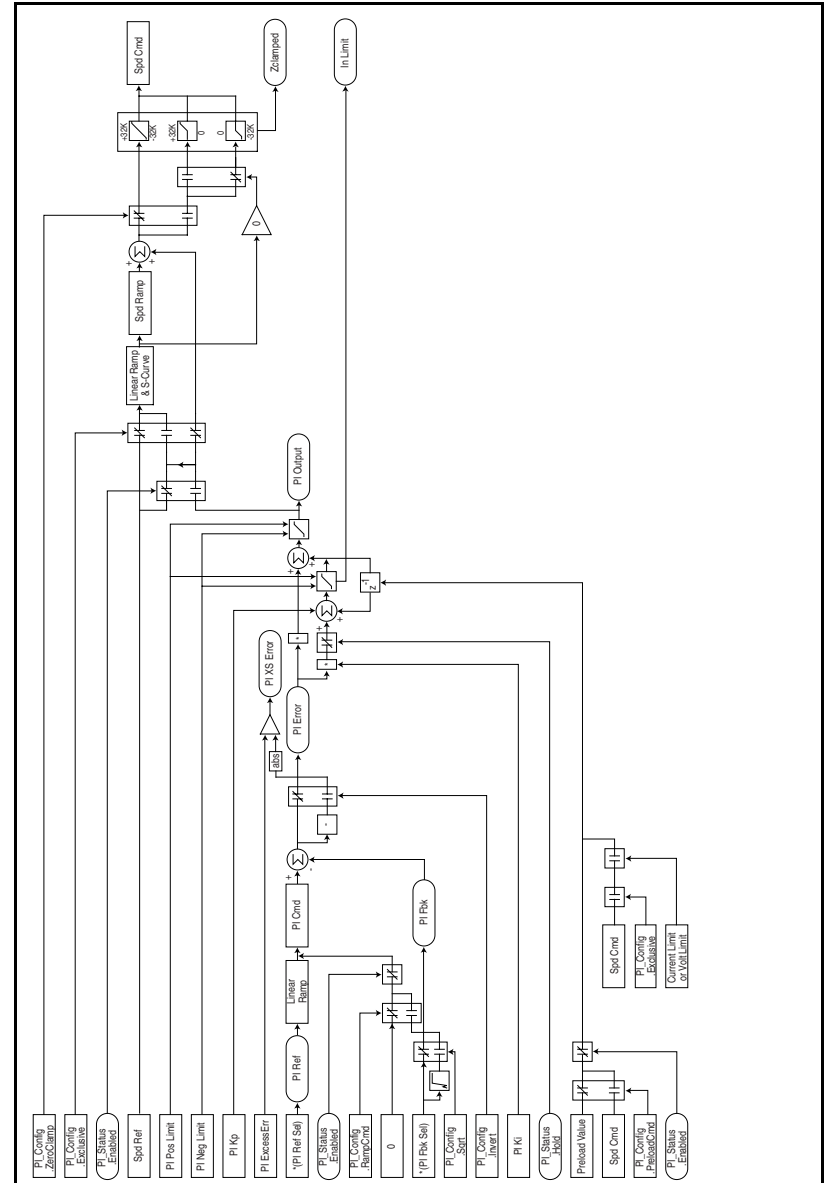 PI_Config
.ZeroClamp
PI_Config
.Exclusive
PI_Status
.Enabled
Spd Ref
PI Pos Limit
PI Neg Limit
PI Kp
PI ExcessErr
*(PI Ref Sel)
PI_Status
.Enabled
PI_Config
.RampCmd
0
*(PI Fbk Sel)
PI_Config
.Sqrt
PI_Config
.Invert
PI Ki
PI_Status
.Hold
Preload Value
Spd Cmd
PI_Config
.PreloadCmd
PI_Status
.Enabled
PI Ref
Linear
Ramp
PI Cmd
+
Σ
-
PI Fbk
-
abs
PI XS Error
PI Error
*
*
+
Σ
+
z-1
+
Σ
+
PI Output
Spd Cmd
PI_Config
.Exclusive
Current Limit
or Volt Limit
Linear Ramp
& S-Curve
Spd Ramp
+
Σ
+
0
+32K
-32K
+32K
0
0
-32K
Spd Cmd
Zclamped
In Limit